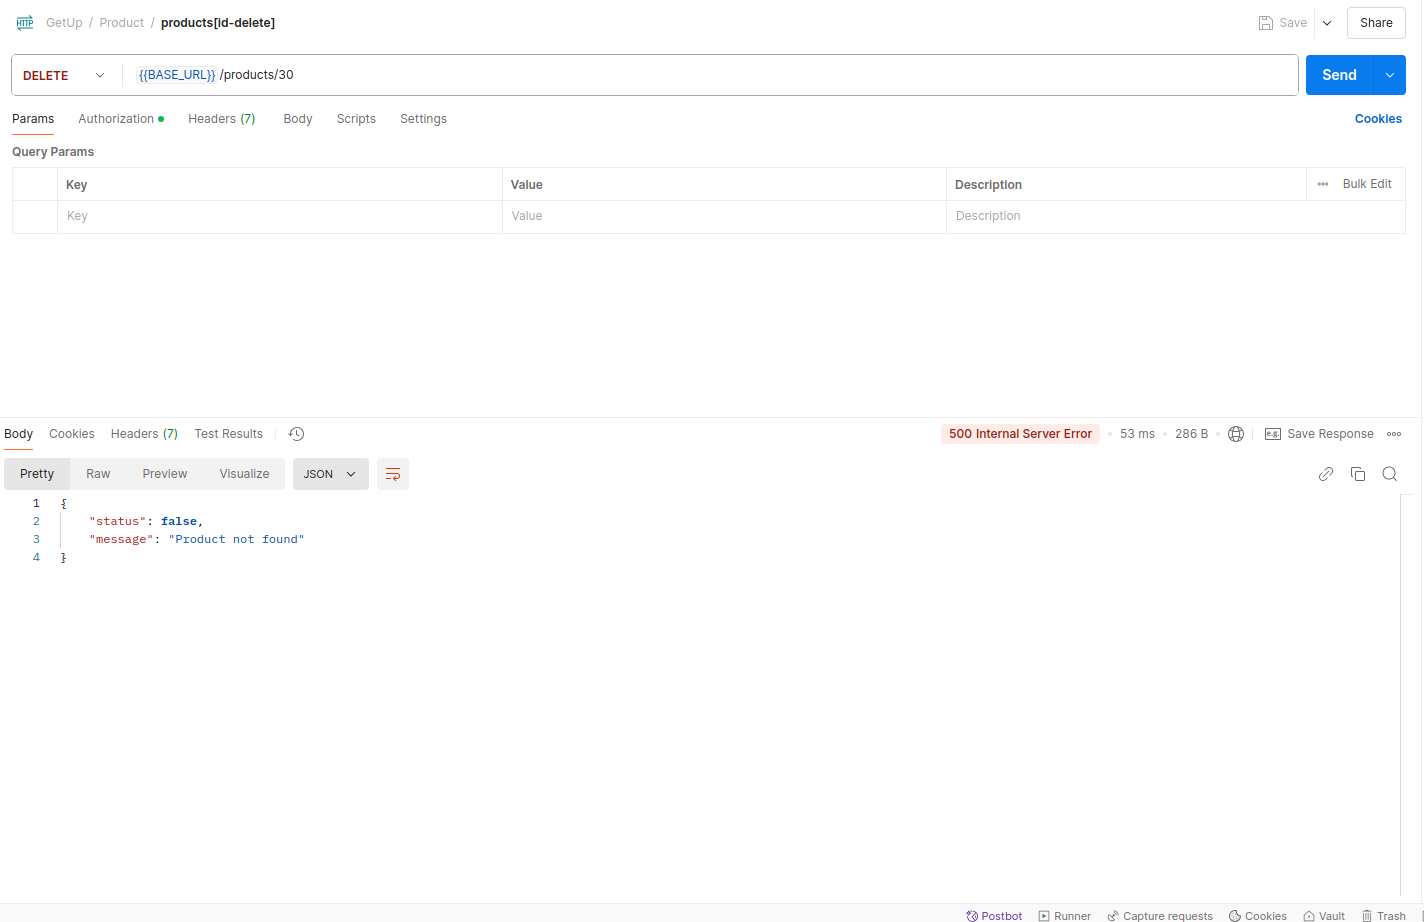 HTTP GetUp / Product / products[id-delete] Save Share
DELETE {{BASE_URL}} /products/30 Send
Params Authorization Headers (7) Body Scripts Settings Cookies
Query Params
Key Value Description Bulk Edit
Key Value Description
Body Cookies Headers (7) Test Results 500 Internal Server Error 53 ms 286 B e.g. Save Response
Pretty Raw Preview Visualize JSON
1 {
2 "status": false,
3 "message": "Product not found"
4 }
Postbot Runner Capture requests Cookies Vault Trash